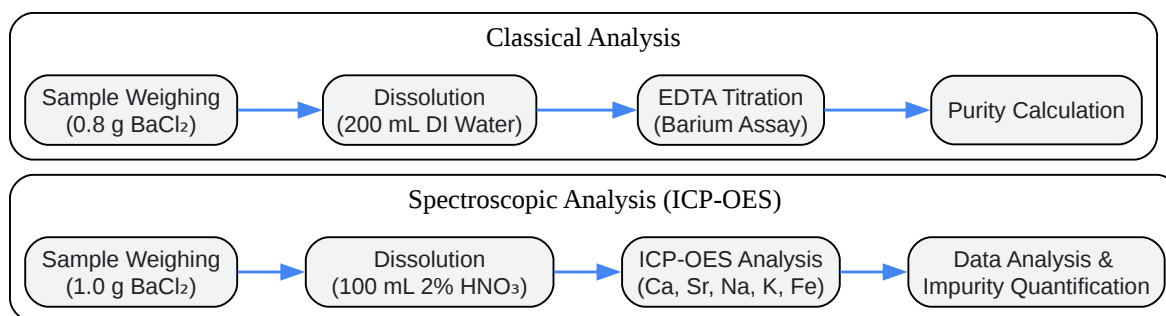 Classical Analysis
Sample Weighing
(0.8 g BaCl₂)
Dissolution
(200 mL DI Water)
EDTA Titration
(Barium Assay)
Purity Calculation
Spectroscopic Analysis (ICP-OES)
Sample Weighing
(1.0 g BaCl₂)
Dissolution
(100 mL 2% HNO₃)
ICP-OES Analysis
(Ca, Sr, Na, K, Fe)
Data Analysis &
Impurity Quantification